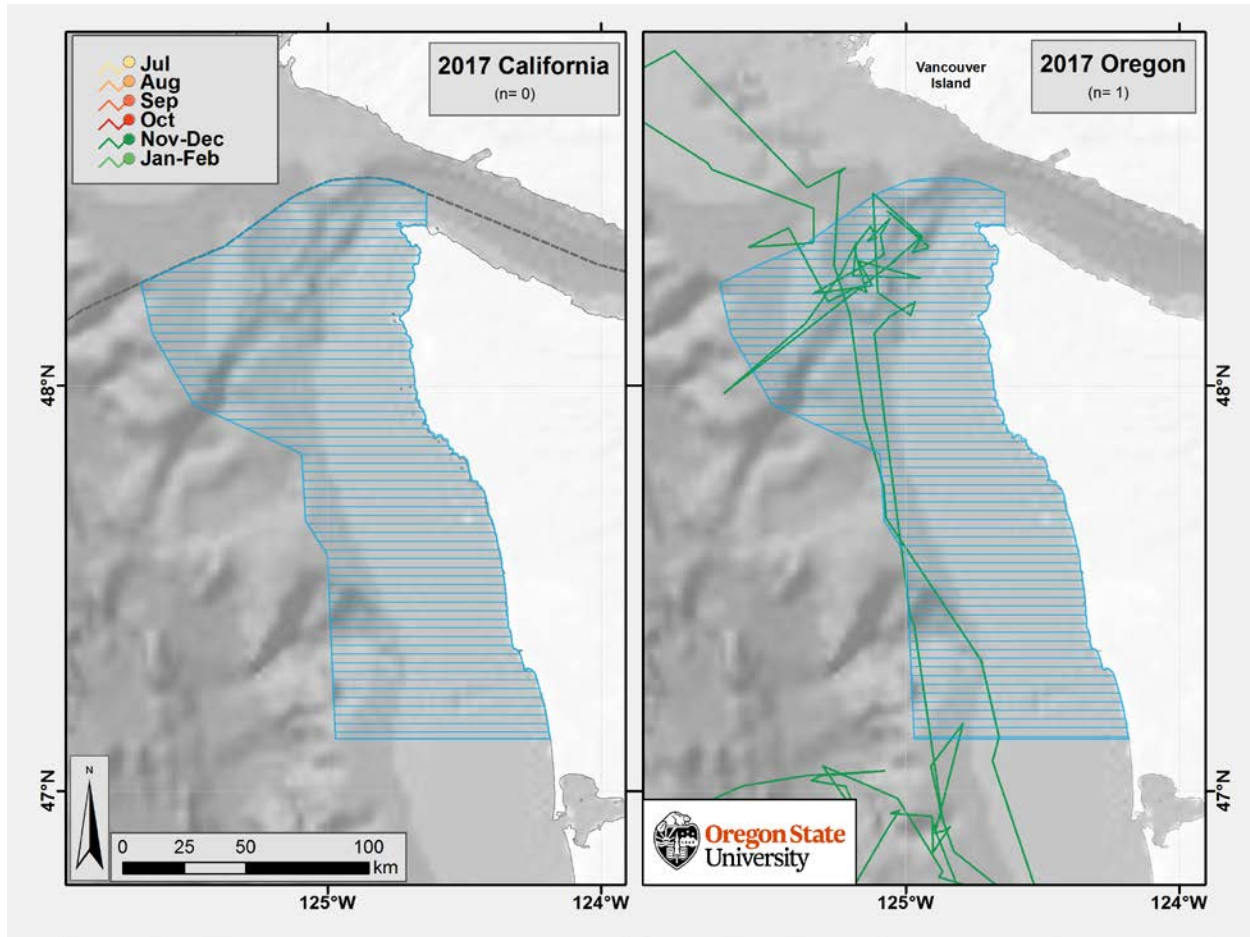 Jul
Aug
Sep
Oct
Nov-Dec
Jan-Feb
2017 California
(n= 0)
Vancouver
Island
2017 Oregon
(n= 1)
48°N
48°N
47°N
47°N
N
0 25 50 100
km
Oregon State
University
125°W
124°W
125°W
124°W